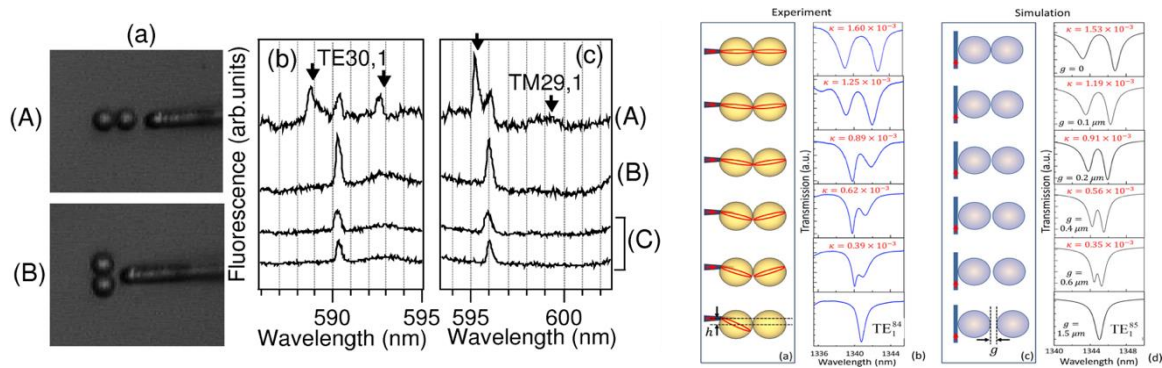 (a)
(b)
TE30,1
(c)
TM29,1
(A)
(B)
(A)
(B)
(C)
Fluorescence (arb.units)
590
595
595
600
Wavelength (nm)
Wavelength (nm)
Experiment
κ = 1.60 × 10⁻³
κ = 1.25 × 10⁻³
κ = 0.89 × 10⁻³
κ = 0.62 × 10⁻³
κ = 0.39 × 10⁻³
Transmission (a.u.)
TE₁⁸⁴
h
(a)
1336
1340
1344
Wavelength (nm)
(b)
Simulation
κ = 1.53 × 10⁻³
g = 0
κ = 1.19 × 10⁻³
g = 0.1 μm
κ = 0.91 × 10⁻³
g = 0.2 μm
κ = 0.56 × 10⁻³
g =
0.4 μm
κ = 0.35 × 10⁻³
g =
0.6 μm
Transmission (a.u.)
g =
1.5 μm
TE₁⁸⁵
g
(c)
1340
1344
1348
Wavelength (nm)
(d)